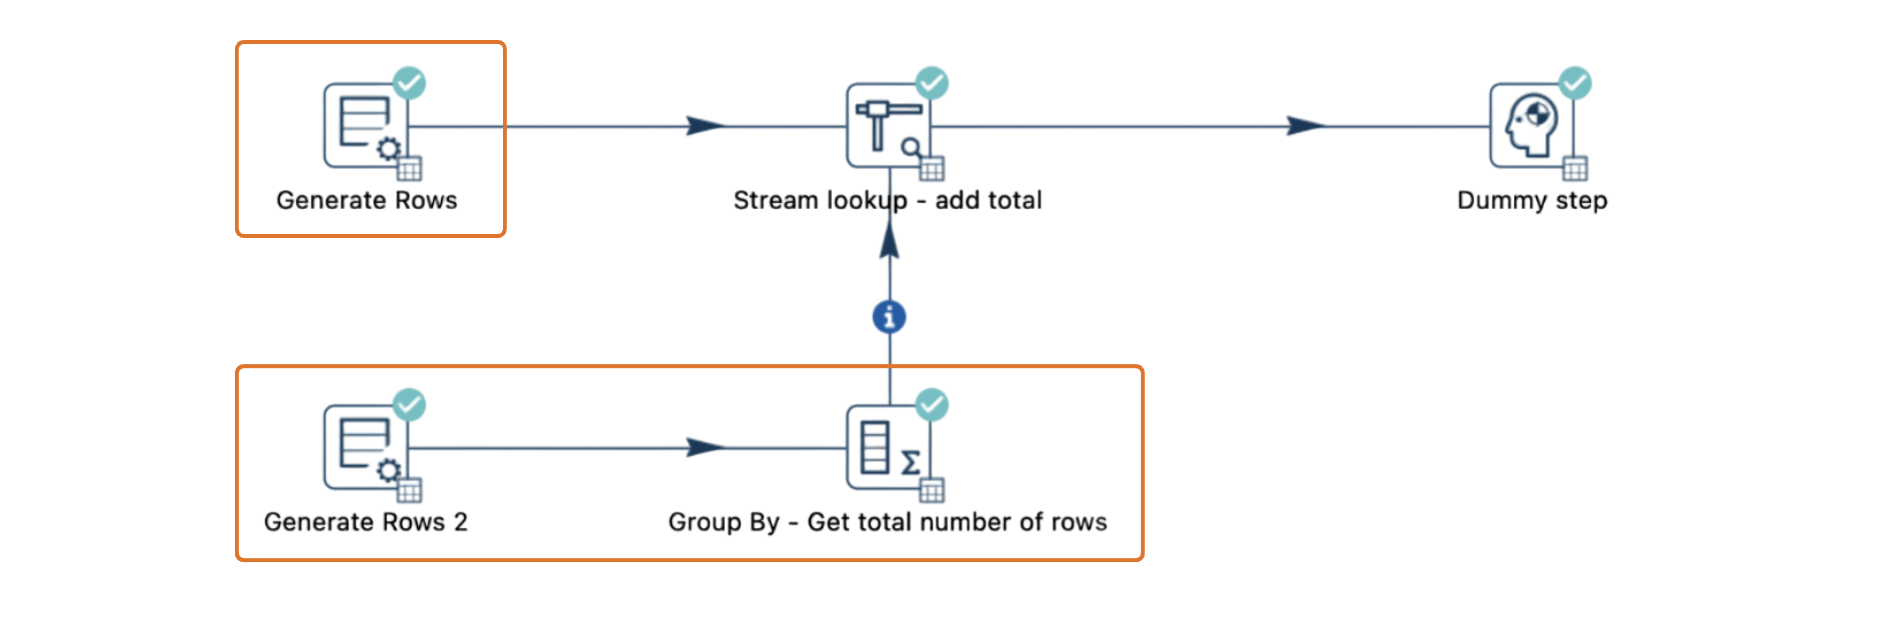 Generate Rows
Stream lookup - add total
Dummy step
i
Generate Rows 2
Σ
Group By - Get total number of rows